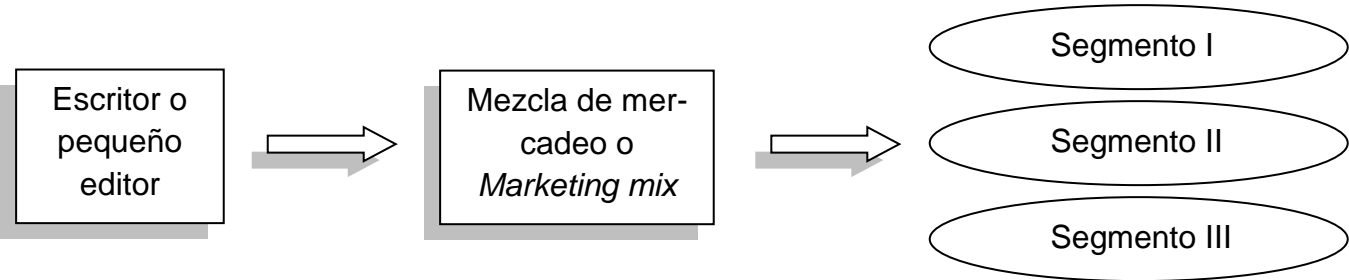 Escritor o
pequeño
editor
Mezcla de mer-
cadeo o
Marketing mix
Segmento I
Segmento II
Segmento III